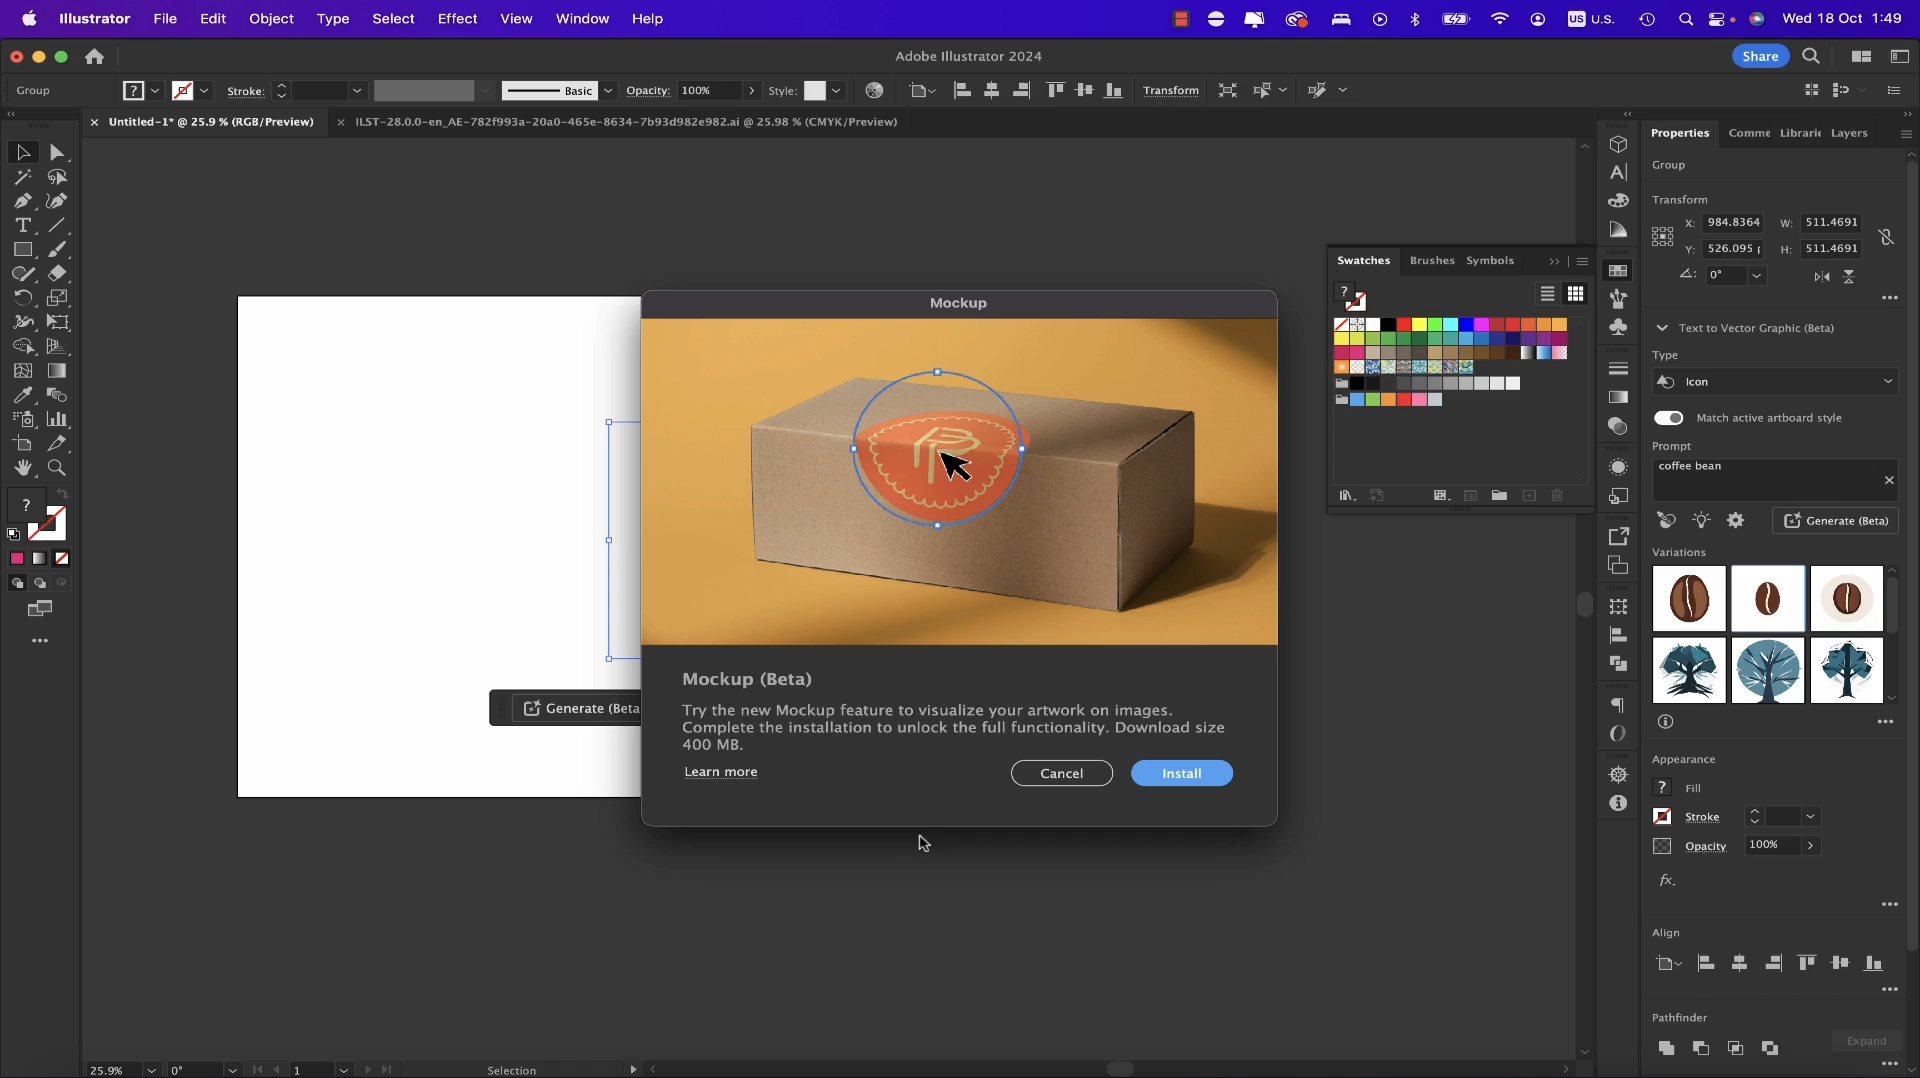 Illustrator File Edit Object Type Select Effect View Window Help
US U.S. Wed 18 Oct 1:49
Adobe Illustrator 2024
Share
Group
? Stroke: Basic Opacity: 100% Style: Transform
Untitled-1* @ 25.9 % (RGB/Preview)
ILST-28.0.0-en_AE-782f993a-20a0-465e-8634-7b93d982e982.ai @ 25.98 % (CMYK/Preview)
Properties Comme Librarie Layers
Group
Transform
X: 984.8364 W: 511.4691
Y: 526.095 p H: 511.4691
0°
Swatches Brushes Symbols
?
Text to Vector Graphic (Beta)
Type
Icon
Match active artboard style
Prompt
coffee bean
Generate (Beta)
Variations
Appearance
? Fill
Stroke
Opacity 100%
fx.
Align
Pathfinder
Expand
Mockup
Mockup (Beta)
Try the new Mockup feature to visualize your artwork on images.
Complete the installation to unlock the full functionality. Download size
400 MB.
Learn more
Cancel
Install
Generate (Beta
?
25.9% 0° 1 Selection